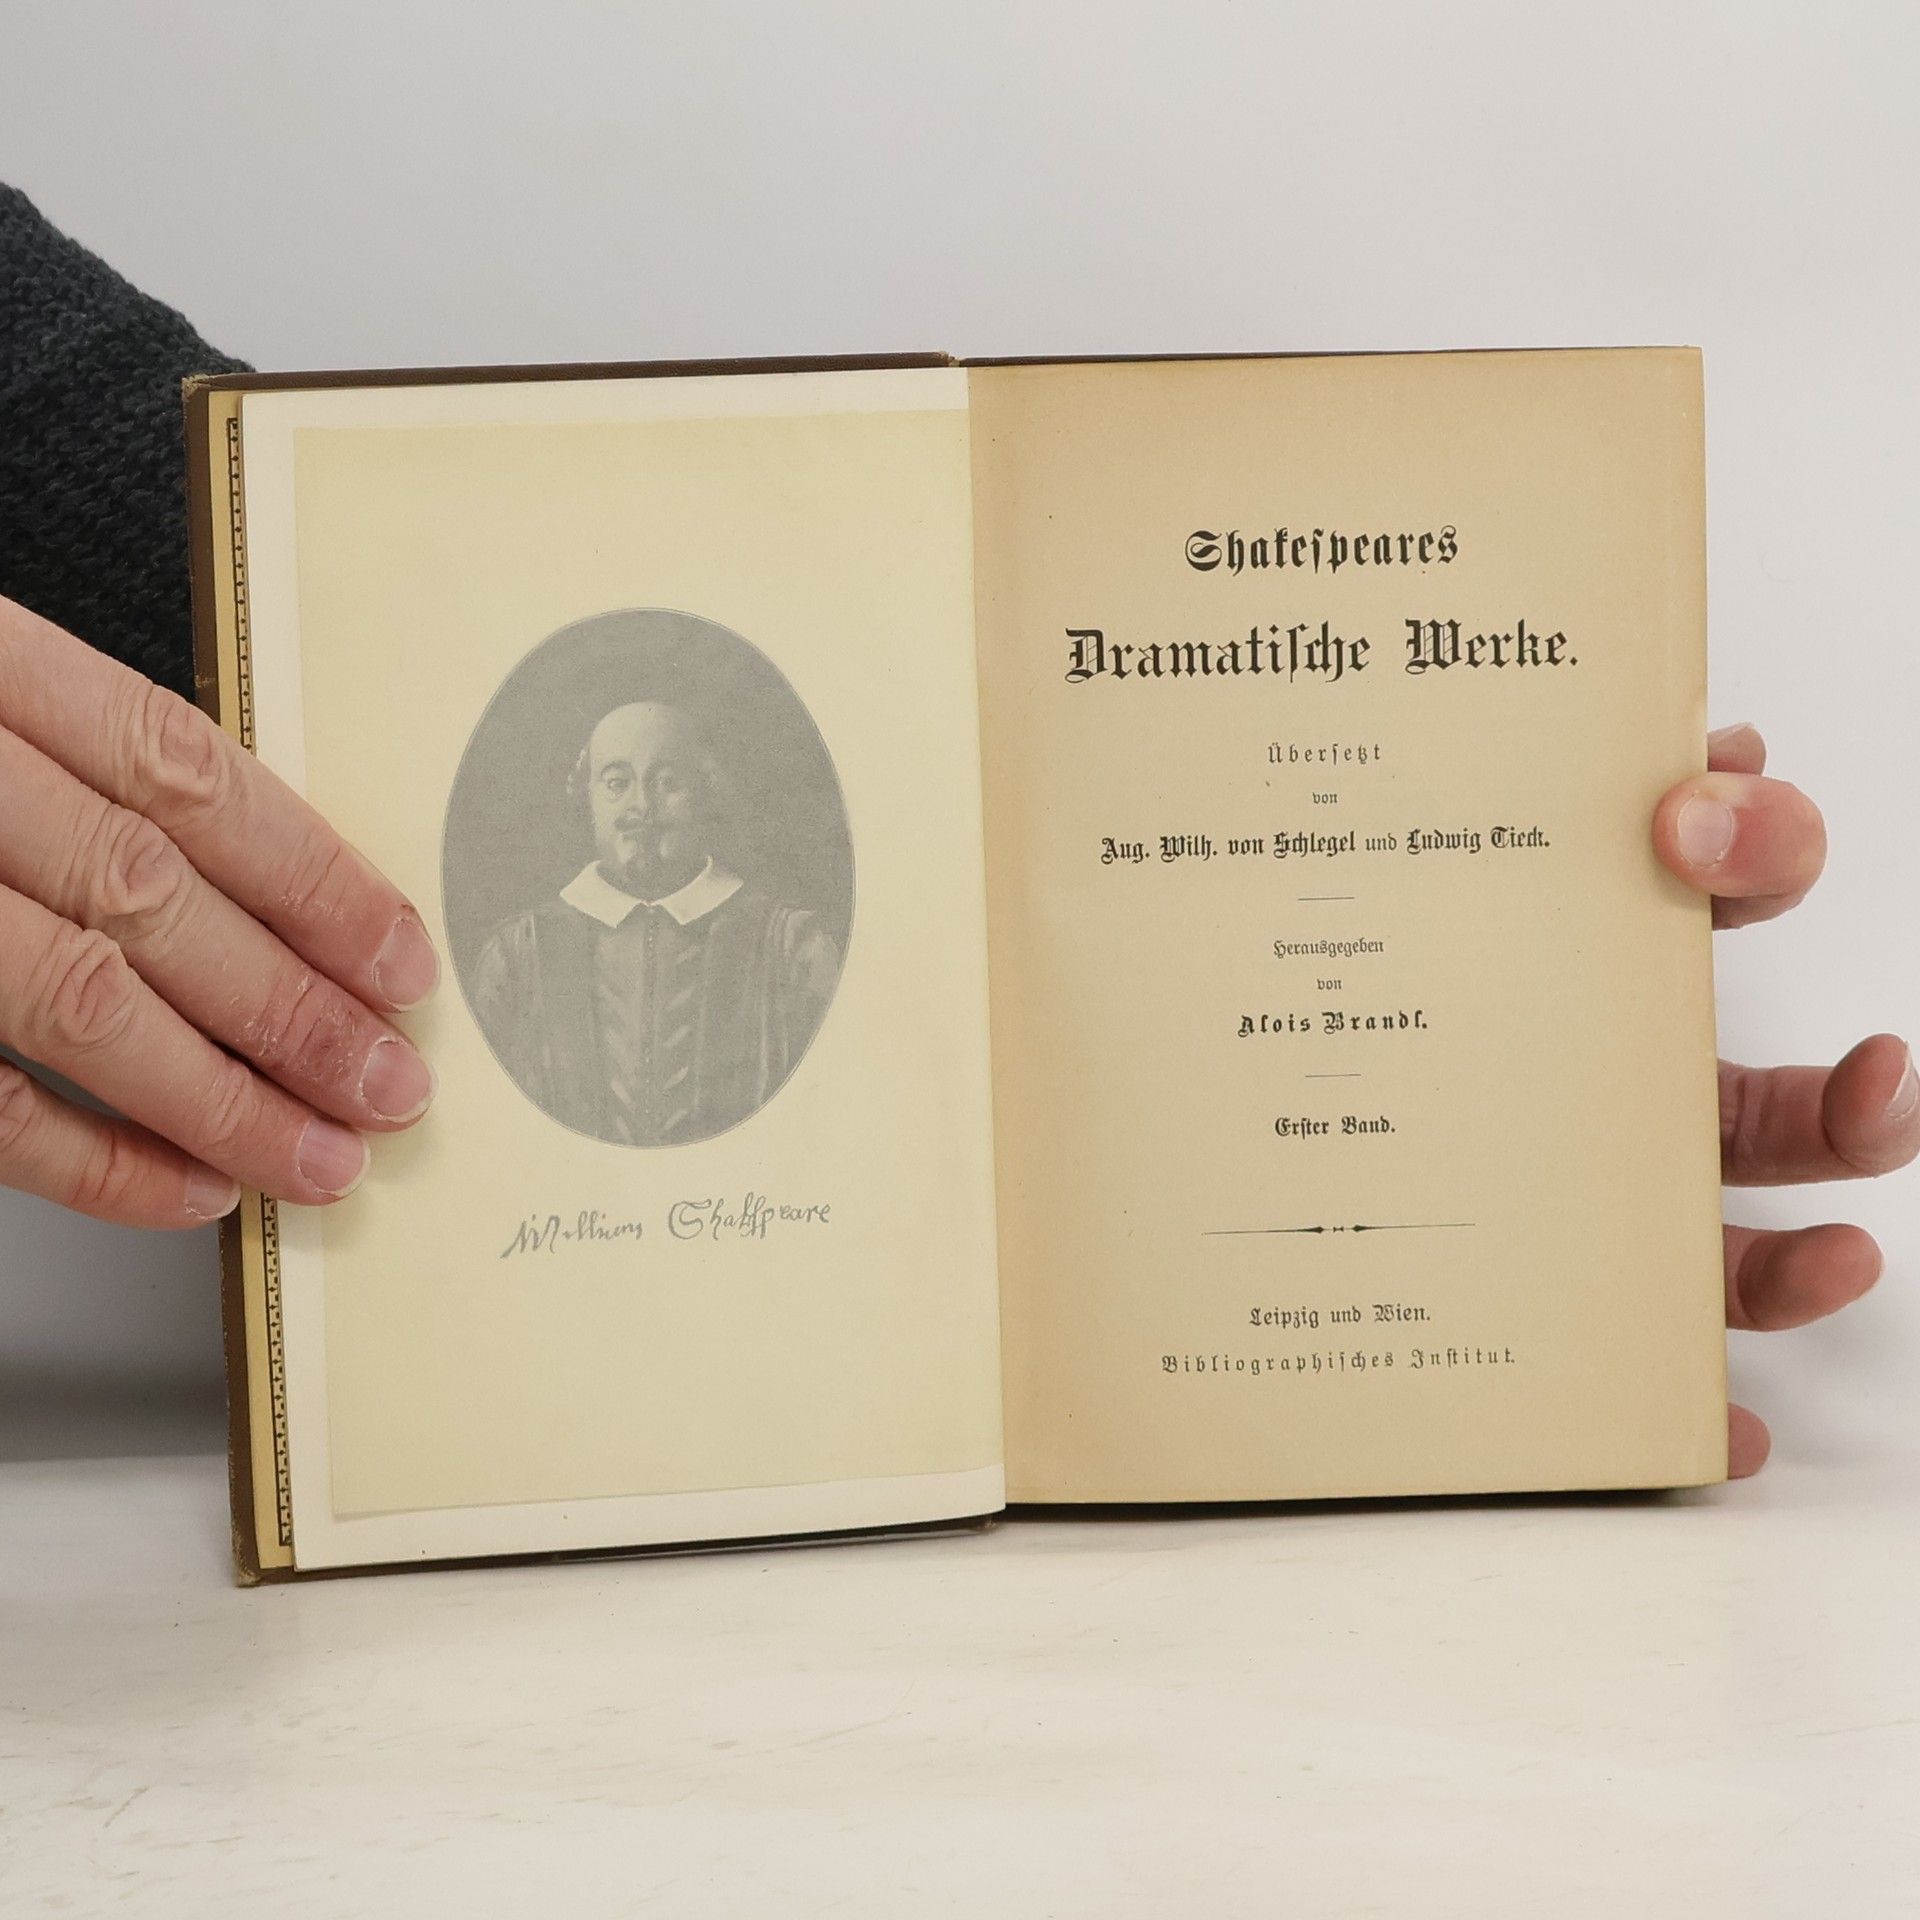 William Shakſpeare
Shakeſpeares
Dramatiſche Werke.
Überſetzt
von
Aug. Wilh. von Schlegel und Ludwig Tieck.
Herausgegeben
von
Alois Brandl.
Erſter Band.
Leipzig und Wien.
Bibliographiſches Inſtitut.